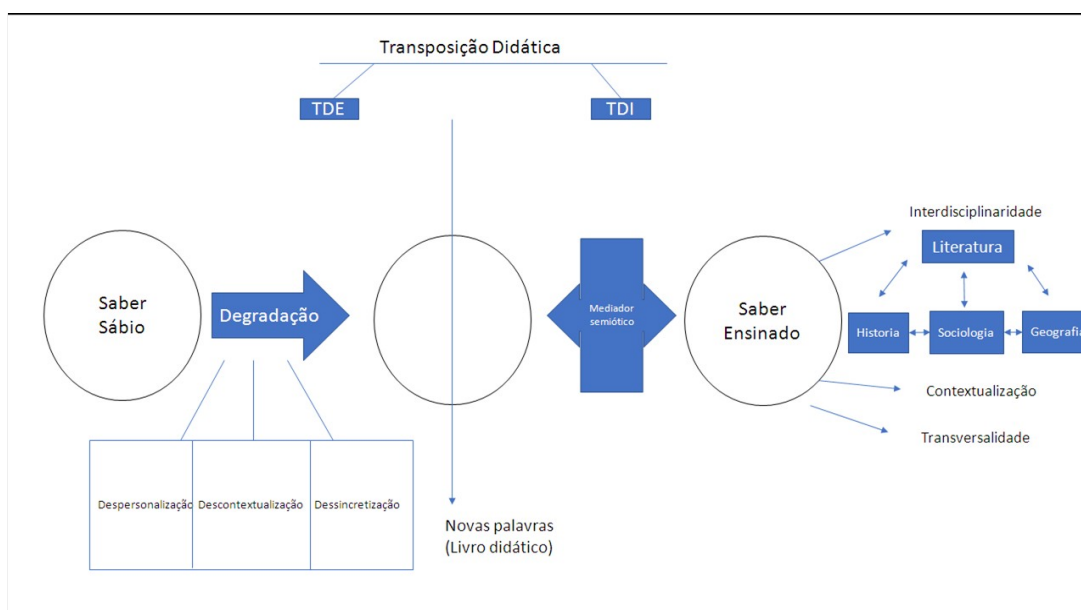 Transposição Didática
TDE
TDI
Saber
Sábio
Degradação
Mediador
semiótico
Saber
Ensinado
Interdisciplinaridade
Literatura
Historia
Sociologia
Geografia
Contextualização
Transversalidade
Despersonalização
Descontextualização
Dessincretização
Novas palavras
(Livro didático)